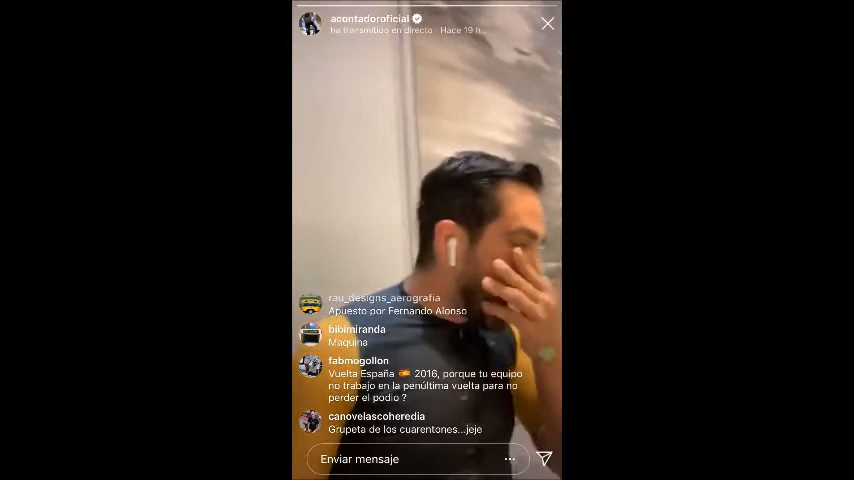 acontadoroficial
ha transmitido en directo · Hace 19 h...
rau_designs_aerografia
Apuesto por Fernando Alonso
bibimiranda
Maquina
fabmogollon
Vuelta España 🇪🇸 2016, porque tu equipo
no trabajo en la penúltima vuelta para no
perder el podio ?
canovelascoheredia
Grupeta de los cuarentones...jeje
Enviar mensaje